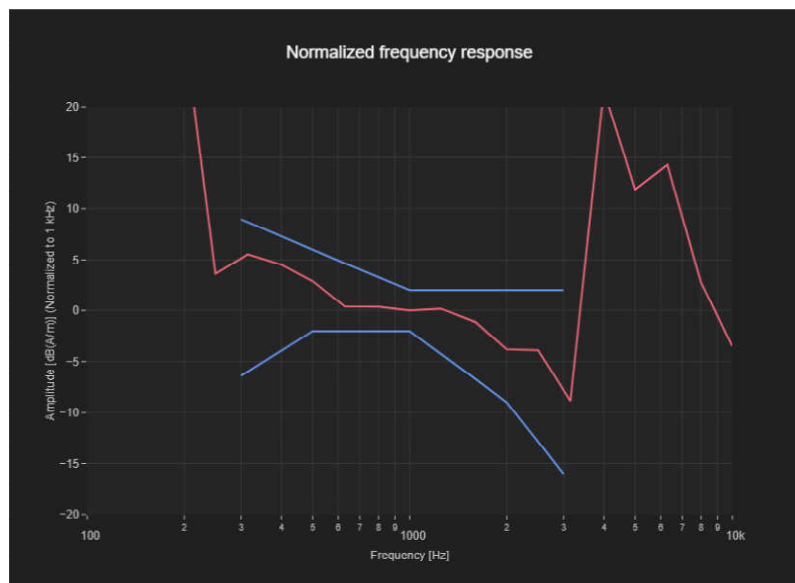 Normalized frequency response
Amplitude [dB(A/m)] (Normalized to 1 kHz)
20
15
10
5
0
−5
−10
−15
−20
100 2 3 4 5 6 7 8 9 1000 2 3 4 5 6 7 8 9 10k
Frequency [Hz]